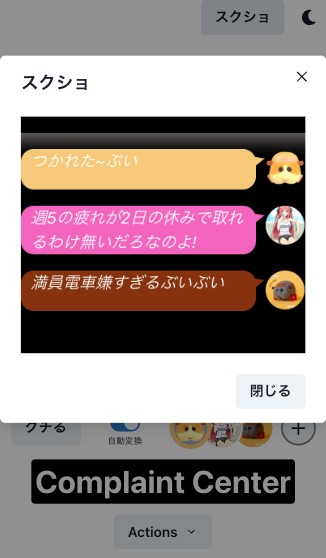 スクショ
スクショ
つかれた~ぶい
週5の疲れが2日の休みで取れ
るわけ無いだろなのよ!
満員電車嫌すぎるぶいぶい
閉じる
グチる
自動変換
Complaint Center
Actions